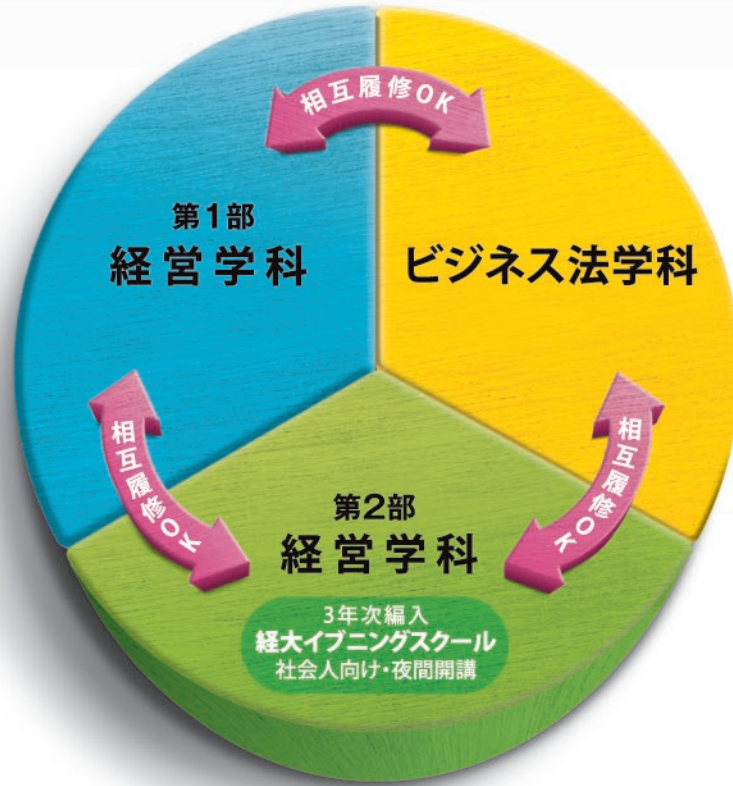 相互履修OK
第1部
経営学科
ビジネス法学科
相互履修OK
相互履修OK
第2部
経営学科
3年次編入
経大イブニングスクール
社会人向け・夜間開講